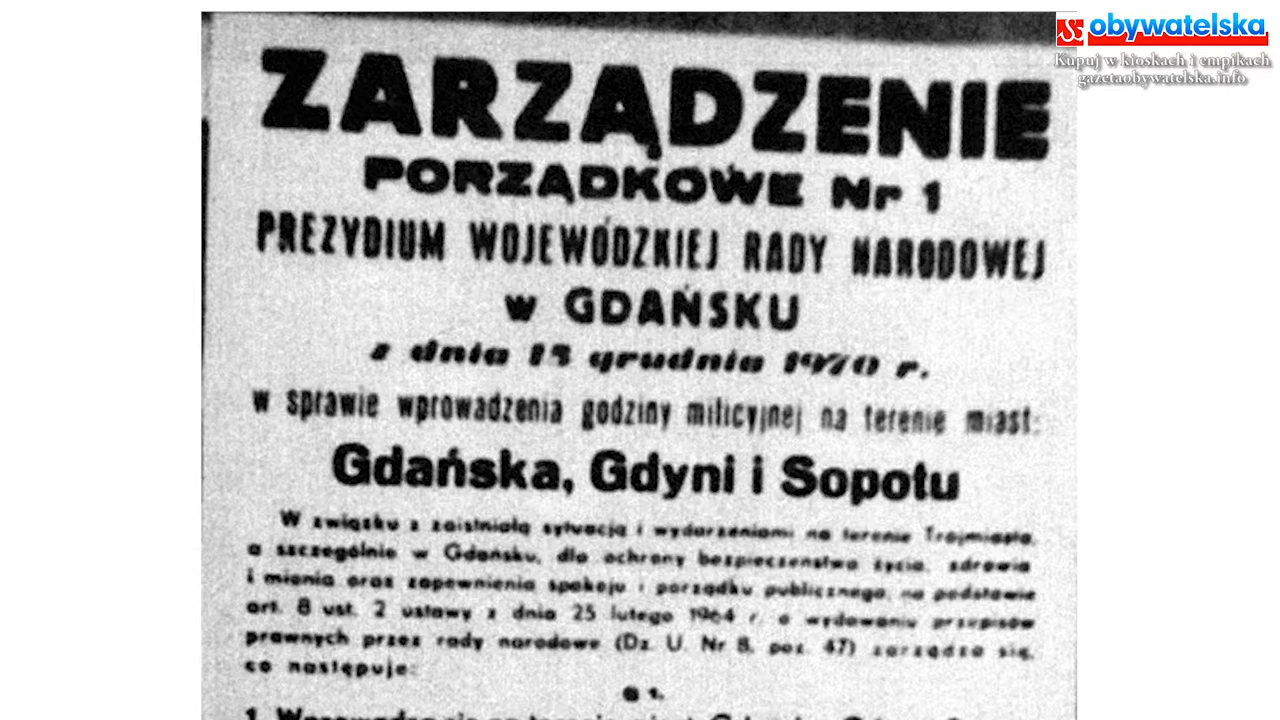 obywatelska
Kupuj w kioskach i empikach
gazetaobywatelska.info
ZARZĄDZENIE
PORZĄDKOWE Nr 1
PREZYDIUM WOJEWÓDZKIEJ RADY NARODOWEJ
w GDAŃSKU
z dnia 15 grudnia 1970 r.
w sprawie wprowadzenia godziny milicyjnej na terenie miast:
Gdańska, Gdyni i Sopotu
W związku z zaistniałą sytuacją i wydarzeniami na terenie Trójmiasta,
a szczególnie w Gdańsku, dla ochrony bezpieczeństwa życia, zdrowia
i mienia oraz zapewnienia spokoju i porządku publicznego, na podstawie
art. 8 ust. 2 ustawy z dnia 25 lutego 1964 r. o wydawaniu przepisów
prawnych przez rady narodowe (Dz. U. Nr 8, poz. 47) zarządza się,
co następuje:
§ 1.